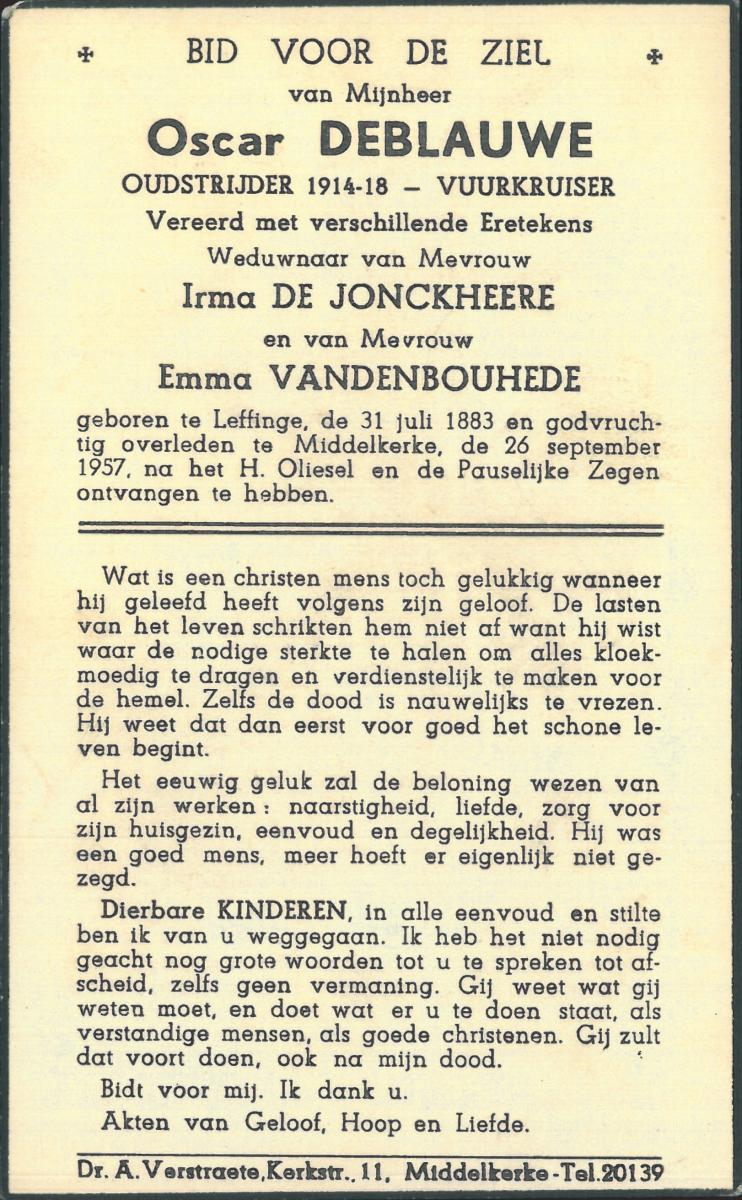 BID VOOR DE ZIEL
van Mijnheer
Oscar DEBLAUWE
OUDSTRIJDER 1914-18 — VUURKRUISER
Vereerd met verschillende Eretekens
Weduwnaar van Mevrouw
Irma DE JONCKHEERE
en van Mevrouw
Emma VANDENBOUHEDE
geboren te Leffinge, de 31 juli 1883 en godvruch-
tig overleden te Middelkerke, de 26 september
1957, na het H. Oliesel en de Pauselijke Zegen
ontvangen te hebben.
Wat is een christen mens toch gelukkig wanneer
hij geleefd heeft volgens zijn geloof. De lasten
van het leven schrikten hem niet af want hij wist
waar de nodige sterkte te halen om alles kloek-
moedig te dragen en verdienstelijk te maken voor
de hemel. Zelfs de dood is nauwelijks te vrezen.
Hij weet dat dan eerst voor goed het schone le-
ven begint.
Het eeuwig geluk zal de beloning wezen van
al zijn werken : naarstigheid, liefde, zorg voor
zijn huisgezin, eenvoud en degelijkheid. Hij was
een goed mens, meer hoeft er eigenlijk niet ge-
zegd.
Dierbare KINDEREN, in alle eenvoud en stilte
ben ik van u weggegaan. Ik heb het niet nodig
geacht nog grote woorden tot u te spreken tot af-
scheid, zelfs geen vermaning. Gij weet wat gij
weten moet, en doet wat er u te doen staat, als
verstandige mensen, als goede christenen. Gij zult
dat voort doen, ook na mijn dood.
Bidt voor mij. Ik dank u.
Akten van Geloof, Hoop en Liefde.
Dr. A. Verstraete, Kerkstr., 11, Middelkerke - Tel. 20139